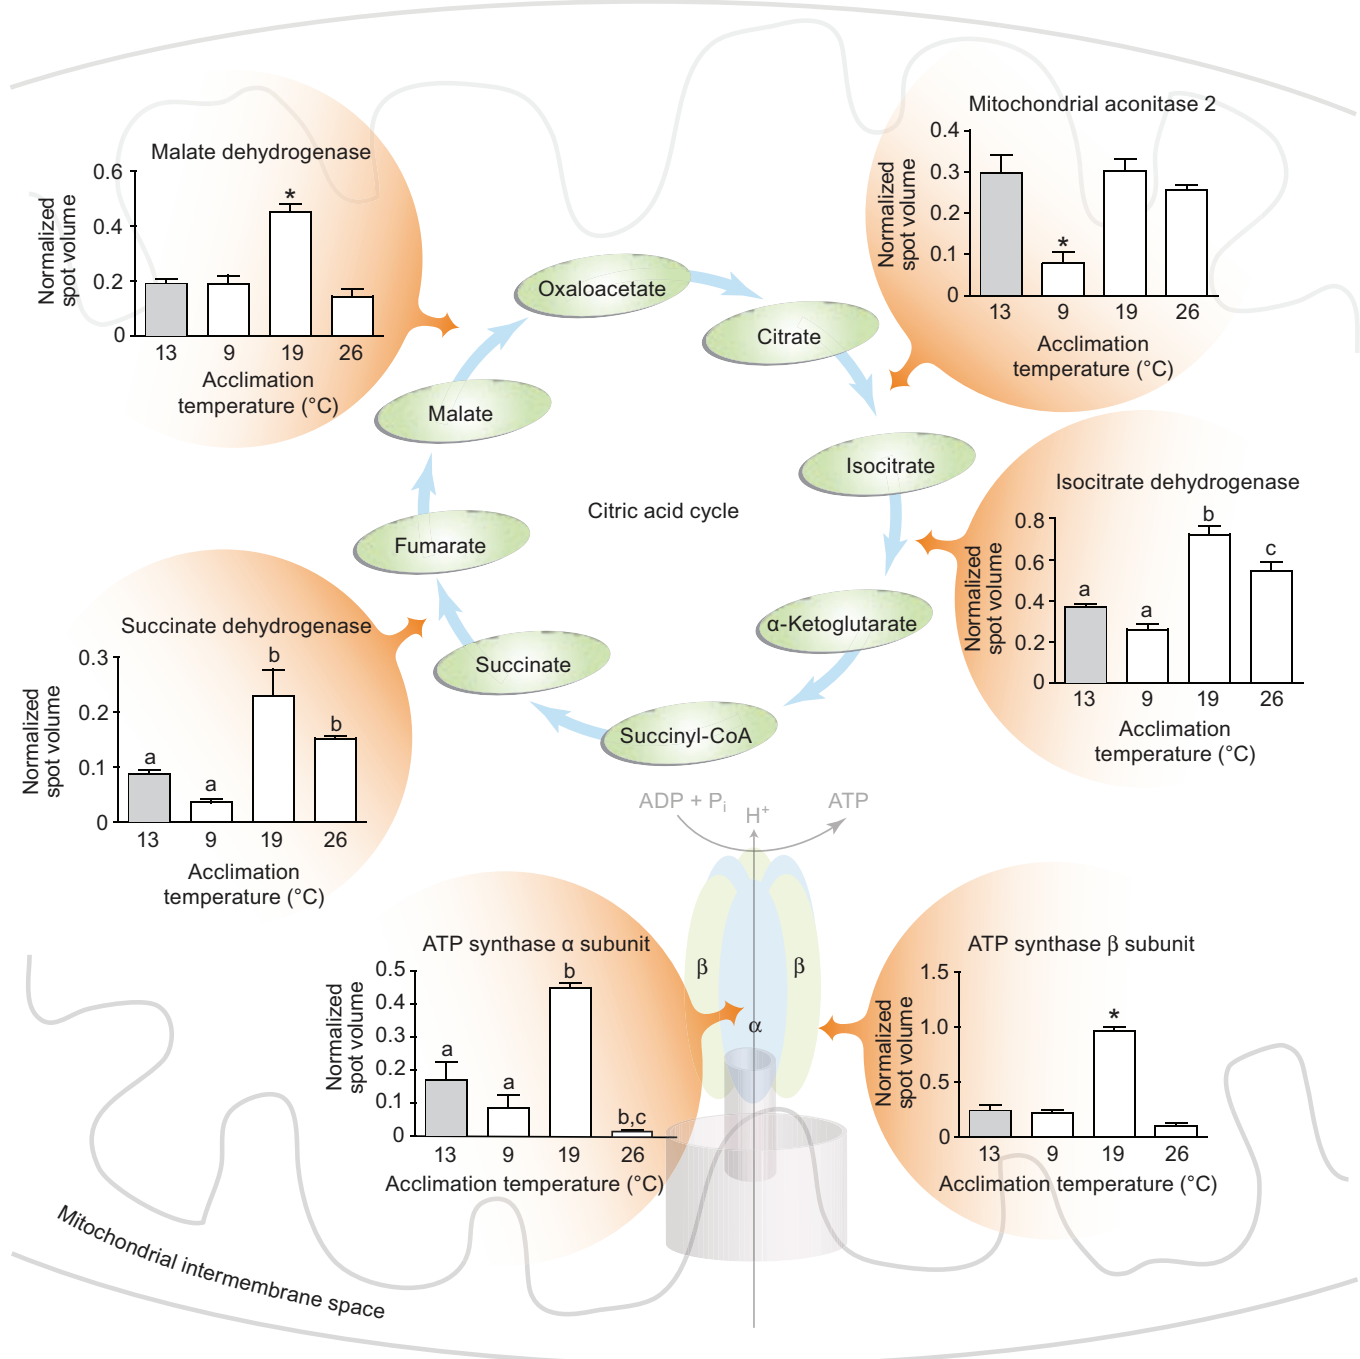 Malate dehydrogenase
Normalized
spot volume
0.6
0.4
0.2
0
*
13 9 19 26
Acclimation
temperature (°C)
Mitochondrial aconitase 2
Normalized
spot volume
0.4
0.3
0.2
0.1
0
*
13 9 19 26
Acclimation
temperature (°C)
Oxaloacetate
Citrate
Isocitrate
α-Ketoglutarate
Succinyl-CoA
Succinate
Fumarate
Malate
Citric acid cycle
Isocitrate dehydrogenase
Normalized
spot volume
0.8
0.6
0.4
0.2
0
a a b c
13 9 19 26
Acclimation
temperature (°C)
Succinate dehydrogenase
Normalized
spot volume
0.3
0.2
0.1
0
a a b b
13 9 19 26
Acclimation
temperature (°C)
ADP + Pi
H+
ATP
β
β
α
ATP synthase α subunit
Normalized
spot volume
0.5
0.4
0.3
0.2
0.1
0
a a b b,c
13 9 19 26
Acclimation temperature (°C)
ATP synthase β subunit
Normalized
spot volume
1.5
1.0
0.5
0
*
13 9 19 26
Acclimation temperature (°C)
Mitochondrial intermembrane space